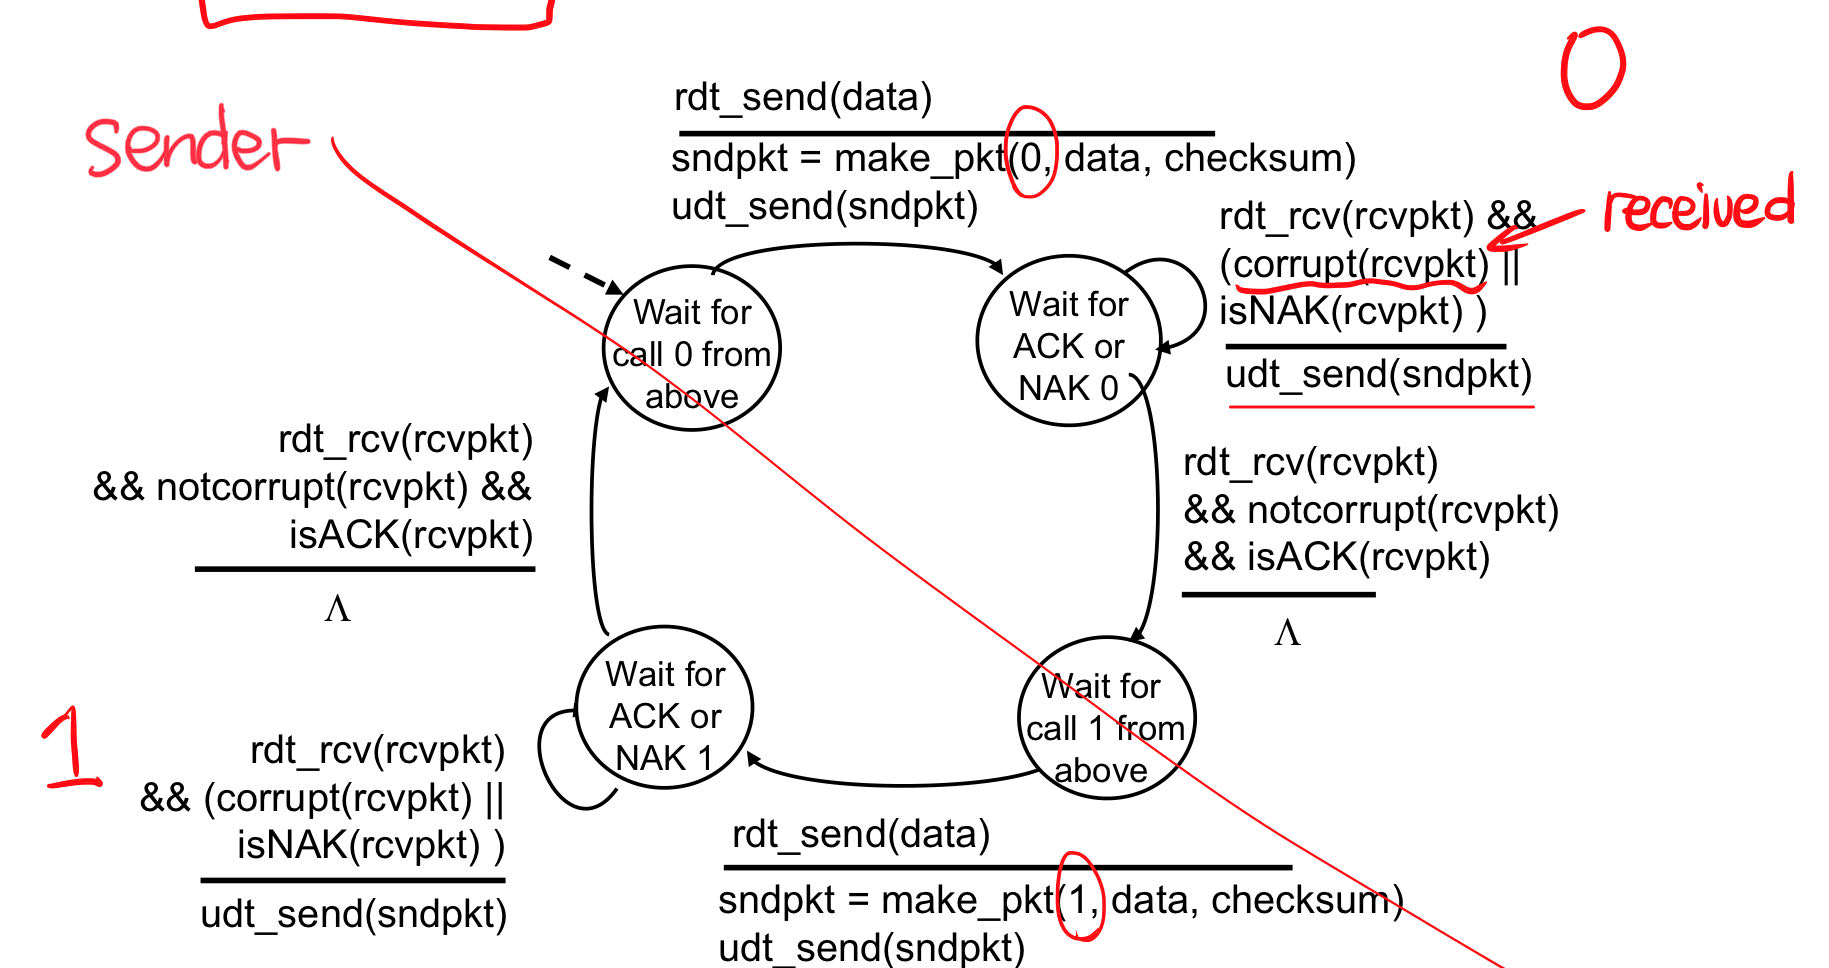 0
sender
rdt_send(data)
sndpkt = make_pkt(0, data, checksum)
udt_send(sndpkt)
rdt_rcv(rcvpkt) &&
(corrupt(rcvpkt) ||
isNAK(rcvpkt) )
udt_send(sndpkt)
received
Wait for
call 0 from
above
Wait for
ACK or
NAK 0
rdt_rcv(rcvpkt)
&& notcorrupt(rcvpkt) &&
isACK(rcvpkt)
Λ
rdt_rcv(rcvpkt)
&& notcorrupt(rcvpkt)
&& isACK(rcvpkt)
Λ
Wait for
ACK or
NAK 1
Wait for
call 1 from
above
1
rdt_rcv(rcvpkt)
&& (corrupt(rcvpkt) ||
isNAK(rcvpkt) )
udt_send(sndpkt)
rdt_send(data)
sndpkt = make_pkt(1, data, checksum)
udt_send(sndpkt)